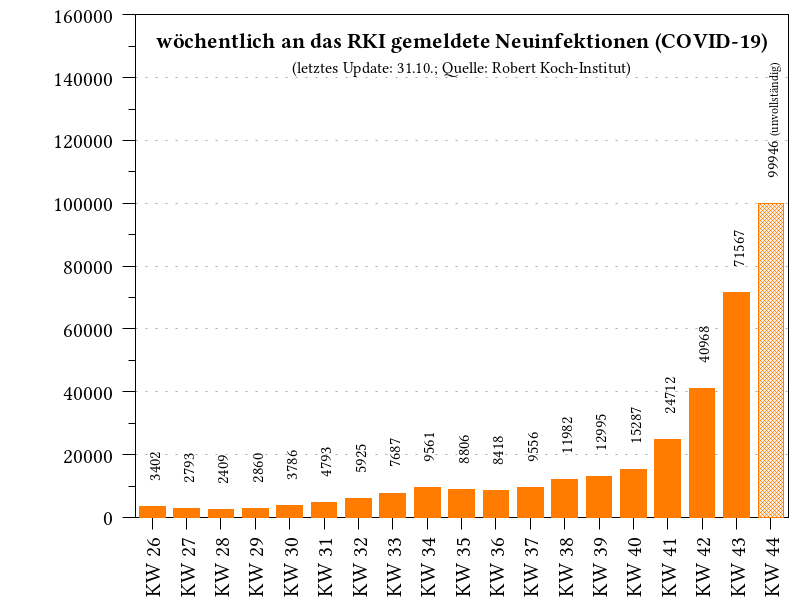 wöchentlich an das RKI gemeldete Neuinfektionen (COVID-19)
(letztes Update: 31.10.; Quelle: Robert Koch-Institut)
160000
140000
120000
100000
80000
60000
40000
20000
0
3402
2793
2409
2860
3786
4793
5925
7687
9561
8806
8418
9556
11982
12995
15287
24712
40968
71567
99946 (unvollständig)
KW 26
KW 27
KW 28
KW 29
KW 30
KW 31
KW 32
KW 33
KW 34
KW 35
KW 36
KW 37
KW 38
KW 39
KW 40
KW 41
KW 42
KW 43
KW 44